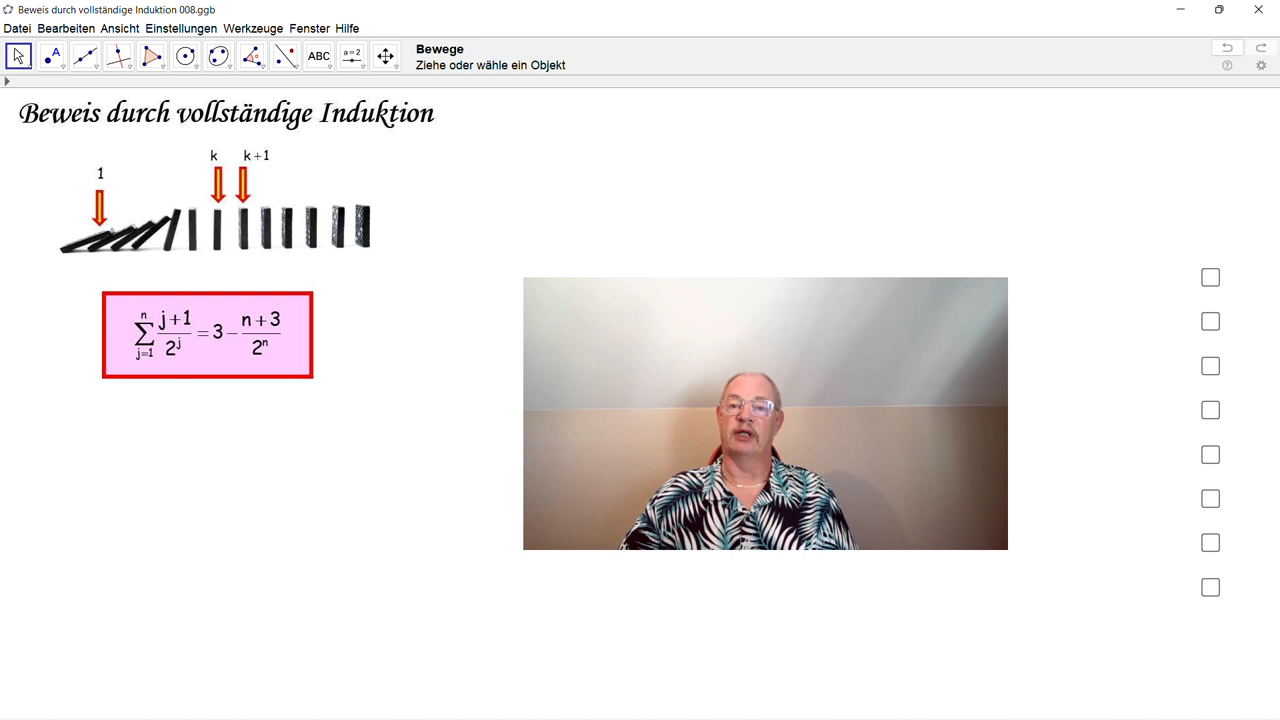 Beweis durch vollständige Induktion 008.ggb
Datei Bearbeiten Ansicht Einstellungen Werkzeuge Fenster Hilfe
A
ABC
a=2
Bewege
Ziehe oder wähle ein Objekt
Beweis durch vollständige Induktion
1
k
k+1
n
∑ j+1 / 2^j = 3 − n+3 / 2^n
j=1